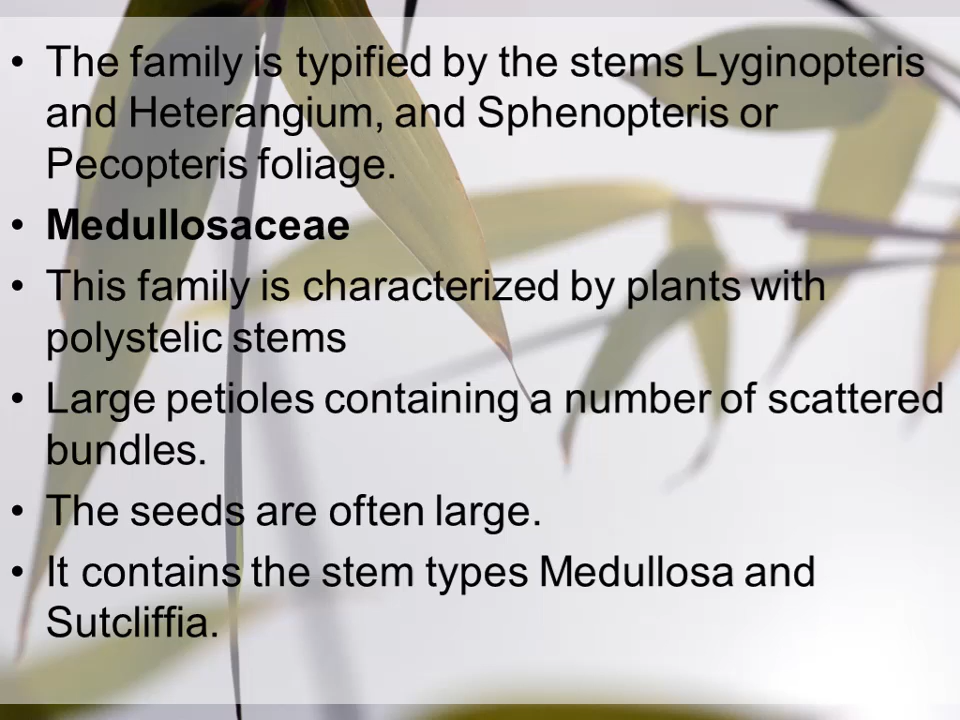 • The family is typified by the stems Lyginopteris
and Heterangium, and Sphenopteris or
Pecopteris foliage.
• Medullosaceae
• This family is characterized by plants with
polystelic stems
• Large petioles containing a number of scattered
bundles.
• The seeds are often large.
• It contains the stem types Medullosa and
Sutcliffia.